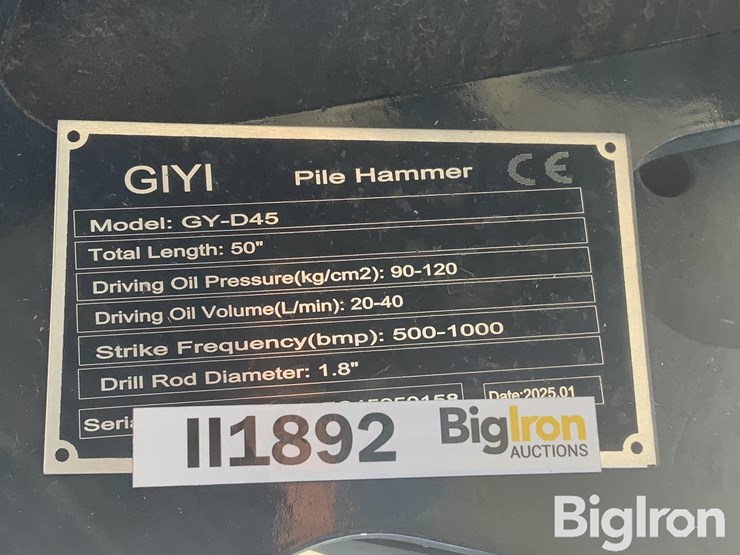 GIYI Pile Hammer CE
Model: GY-D45
Total Length: 50"
Driving Oil Pressure(kg/cm2): 90-120
Driving Oil Volume(L/min): 20-40
Strike Frequency(bmp): 500-1000
Drill Rod Diameter: 1.8"
Date:2025.01
II1892 BigIron
AUCTIONS
BigIron